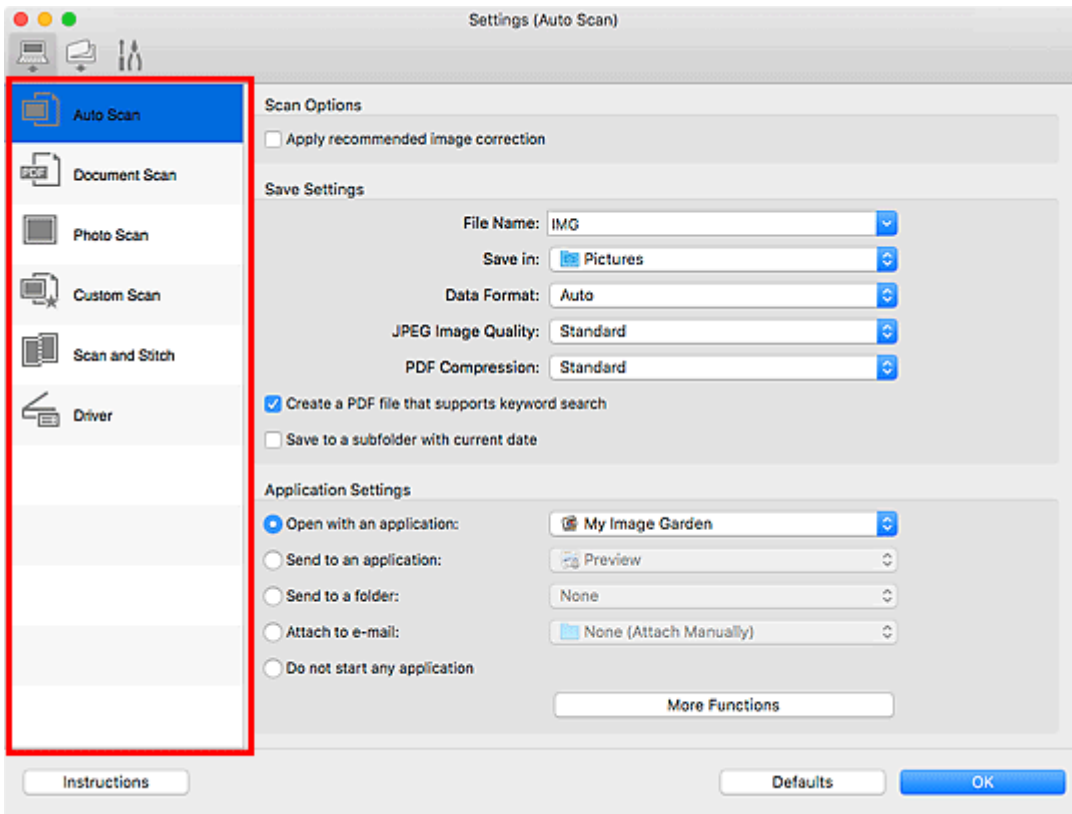 Settings (Auto Scan)
Auto Scan
PDF
Document Scan
Photo Scan
Custom Scan
Scan and Stitch
Driver
Scan Options
Apply recommended image correction
Save Settings
File Name: IMG
Save in: Pictures
Data Format: Auto
JPEG Image Quality: Standard
PDF Compression: Standard
Create a PDF file that supports keyword search
Save to a subfolder with current date
Application Settings
Open with an application: My Image Garden
Send to an application: Preview
Send to a folder: None
Attach to e-mail: None (Attach Manually)
Do not start any application
More Functions
Instructions Defaults OK